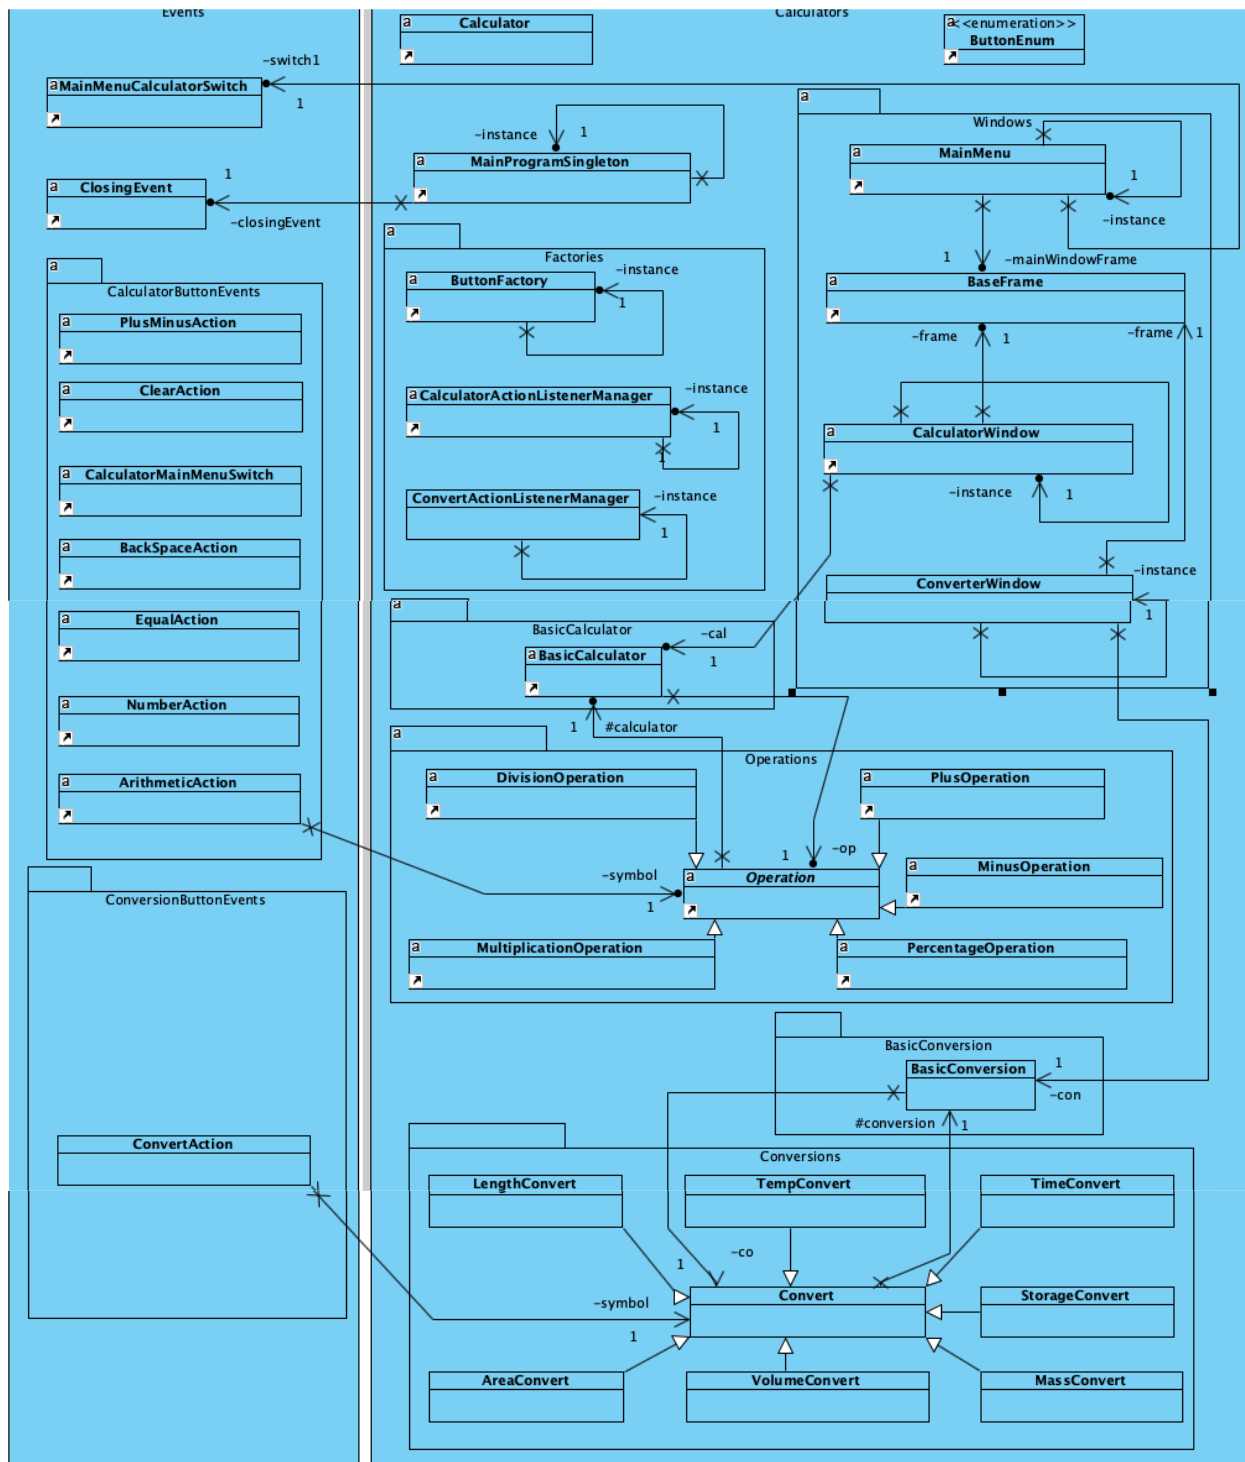 Events
-switch1
a MainMenuCalculatorSwitch
1
a ClosingEvent
1
-closingEvent
a
CalculatorButtonEvents
a PlusMinusAction
a ClearAction
a CalculatorMainMenuSwitch
a BackSpaceAction
a EqualAction
a NumberAction
a ArithmeticAction
ConversionButtonEvents
ConvertAction
Calculators
a Calculator
a <<enumeration>>
ButtonEnum
-instance 1
a MainProgramSingleton
a
Factories
a ButtonFactory
-instance
1
a CalculatorActionListenerManager
-instance
1
1
ConvertActionListenerManager
-instance
1
a
Windows
a MainMenu
1
-instance
1 -mainWindowFrame
a BaseFrame
-frame 1
-frame 1
a CalculatorWindow
-instance 1
ConverterWindow
-instance
1
a
BasicCalculator
a BasicCalculator
-cal
1
1 #calculator
a
Operations
a DivisionOperation
a PlusOperation
1 -op
-symbol
1
a Operation
a MinusOperation
a MultiplicationOperation
a PercentageOperation
BasicConversion
BasicConversion
1
-con
#conversion 1
Conversions
LengthConvert
TempConvert
TimeConvert
1 -co
Convert
StorageConvert
-symbol
1
AreaConvert
VolumeConvert
MassConvert